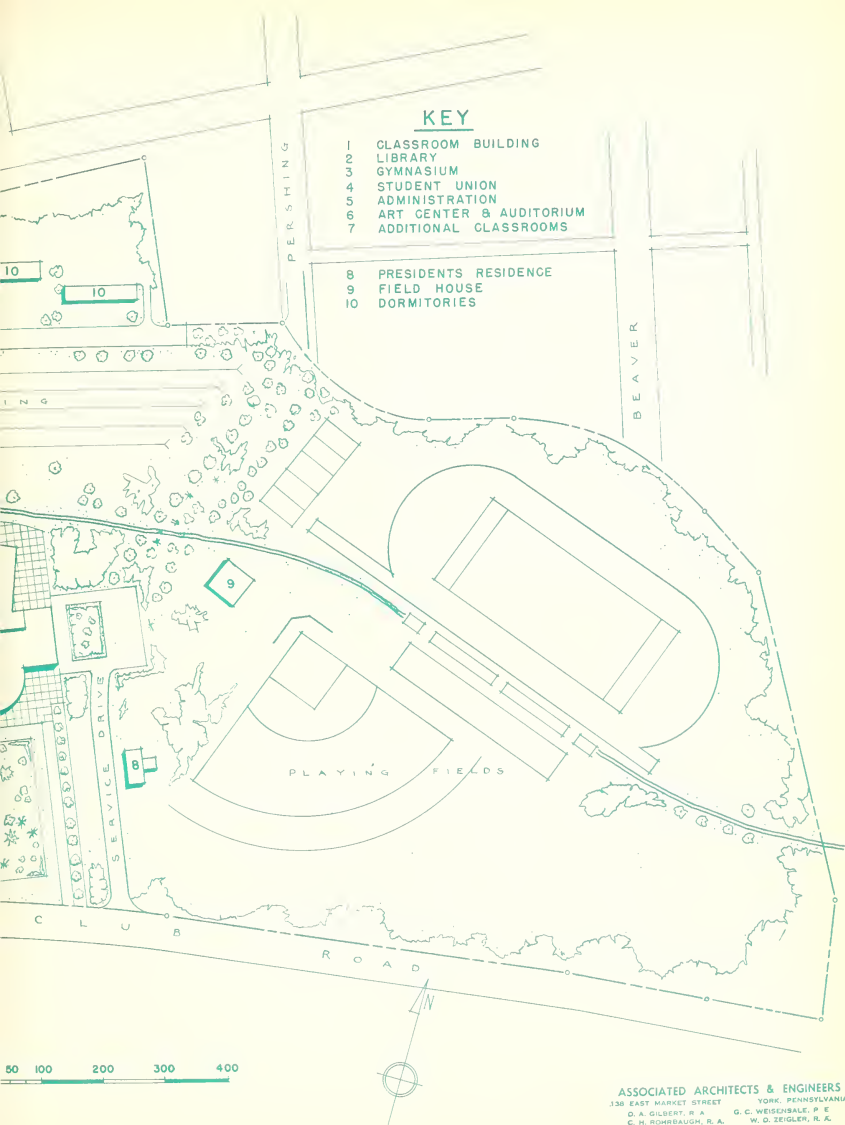 KEY
1 CLASSROOM BUILDING
2 LIBRARY
3 GYMNASIUM
4 STUDENT UNION
5 ADMINISTRATION
6 ART CENTER & AUDITORIUM
7 ADDITIONAL CLASSROOMS
8 PRESIDENTS RESIDENCE
9 FIELD HOUSE
10 DORMITORIES
PERSHING
BEAVER
10
10
ING
9
8
SERVICE DRIVE
PLAYING FIELDS
CLUB ROAD
N
50 100 200 300 400
ASSOCIATED ARCHITECTS & ENGINEERS
138 EAST MARKET STREET YORK, PENNSYLVANIA
D. A. GILBERT, R A G. C. WEISENSALE, P E
C. H. ROHRBAUGH, R. A. W. D. ZEIGLER, R. A.